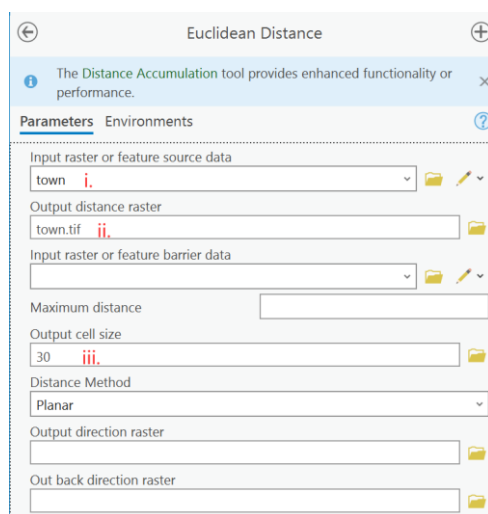 Euclidean Distance
The Distance Accumulation tool provides enhanced functionality or
performance.
Parameters Environments
Input raster or feature source data
town i.
Output distance raster
town.tif ii.
Input raster or feature barrier data
Maximum distance
Output cell size
30 iii.
Distance Method
Planar
Output direction raster
Out back direction raster